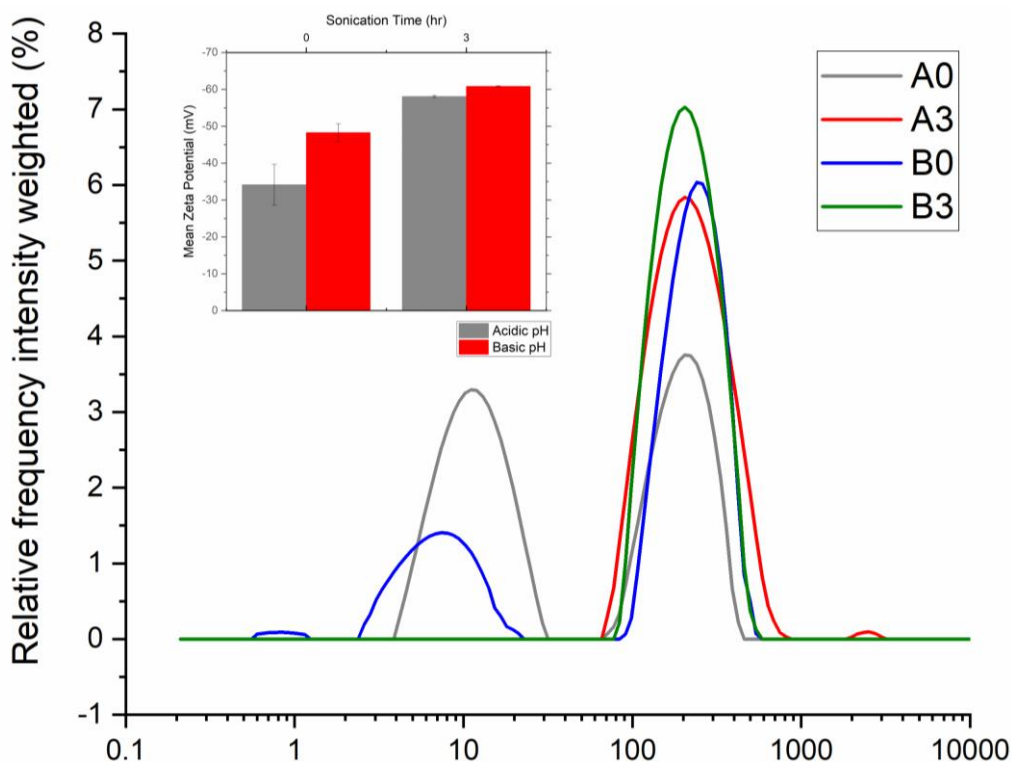 Sonication Time (hr)
0 3
Mean Zeta Potential (mV)
-70
-60
-50
-40
-30
-20
-10
0
Acidic pH
Basic pH
Relative frequency intensity weighted (%)
8
7
6
5
4
3
2
1
0
-1
A0
A3
B0
B3
0.1 1 10 100 1000 10000